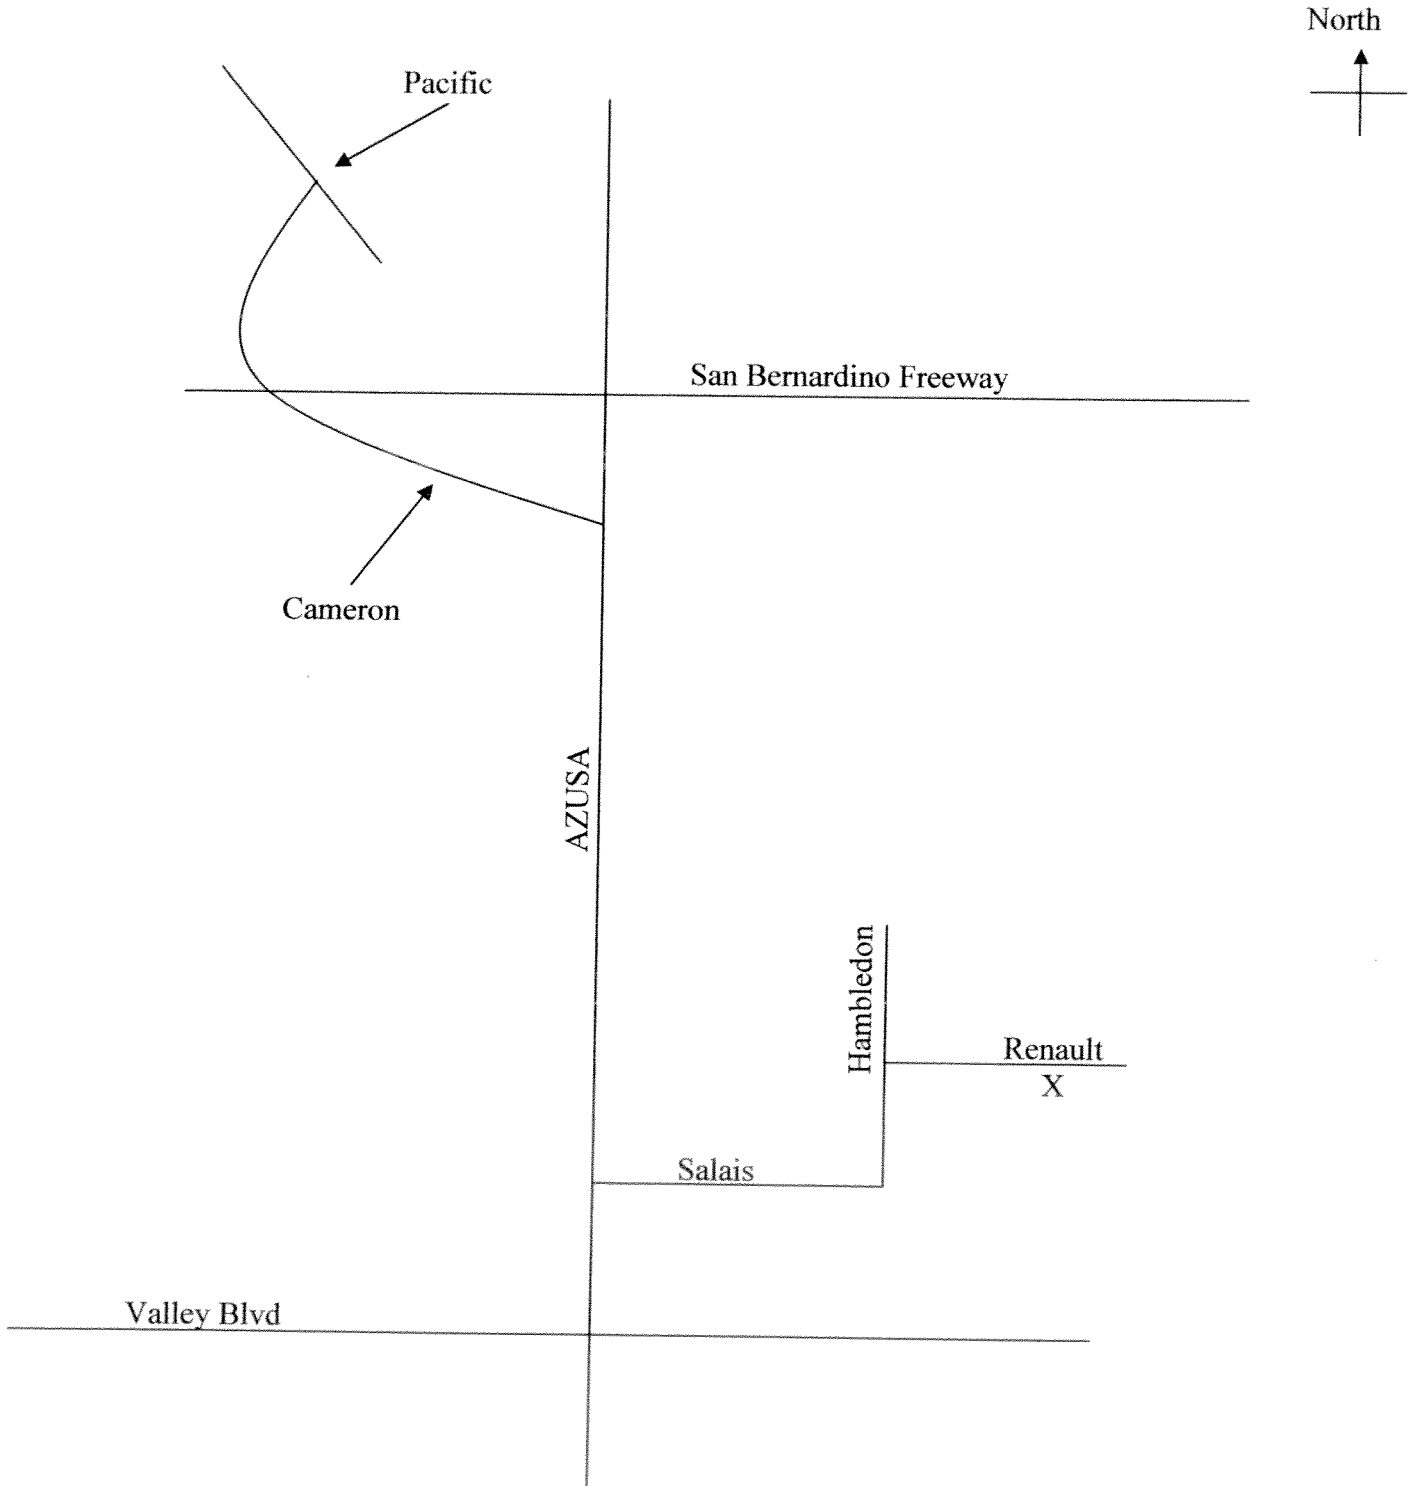 North
Pacific
San Bernardino Freeway
Cameron
AZUSA
Hambledon
Renault
X
Salais
Valley Blvd